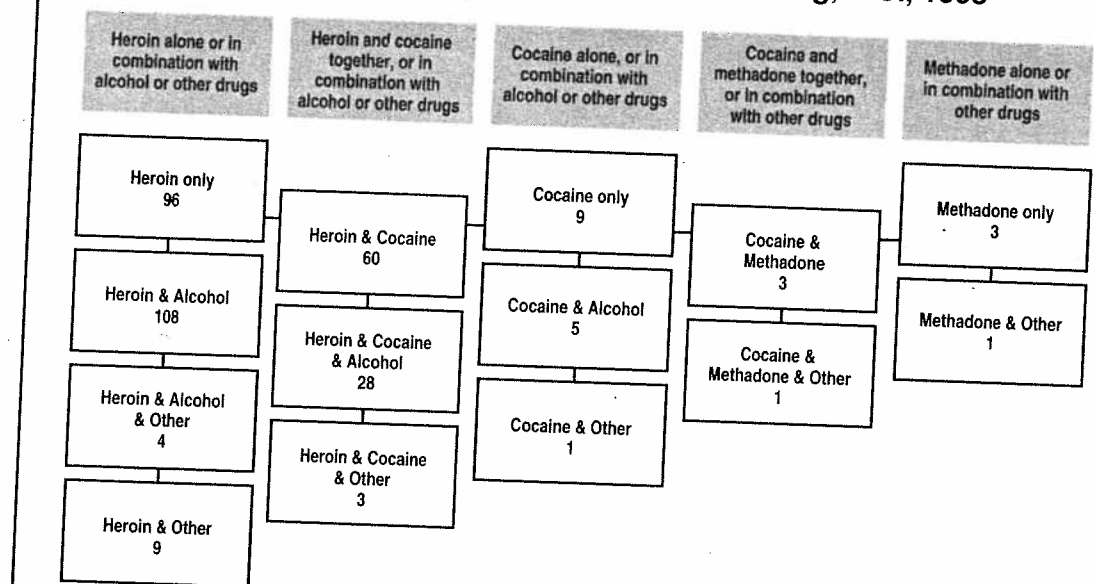 Heroin alone or in
combination with
alcohol or other drugs
Heroin and cocaine
together, or in
combination with
alcohol or other drugs
Cocaine alone, or in
combination with
alcohol or other drugs
Cocaine and
methadone together,
or in combination
with other drugs
Methadone alone or
in combination with
other drugs
Heroin only
96
Heroin & Alcohol
108
Heroin & Alcohol
& Other
4
Heroin & Other
9
Heroin & Cocaine
60
Heroin & Cocaine
& Alcohol
28
Heroin & Cocaine
& Other
3
Cocaine only
9
Cocaine & Alcohol
5
Cocaine & Other
1
Cocaine &
Methadone
3
Cocaine &
Methadone & Other
1
Methadone only
3
Methadone & Other
1